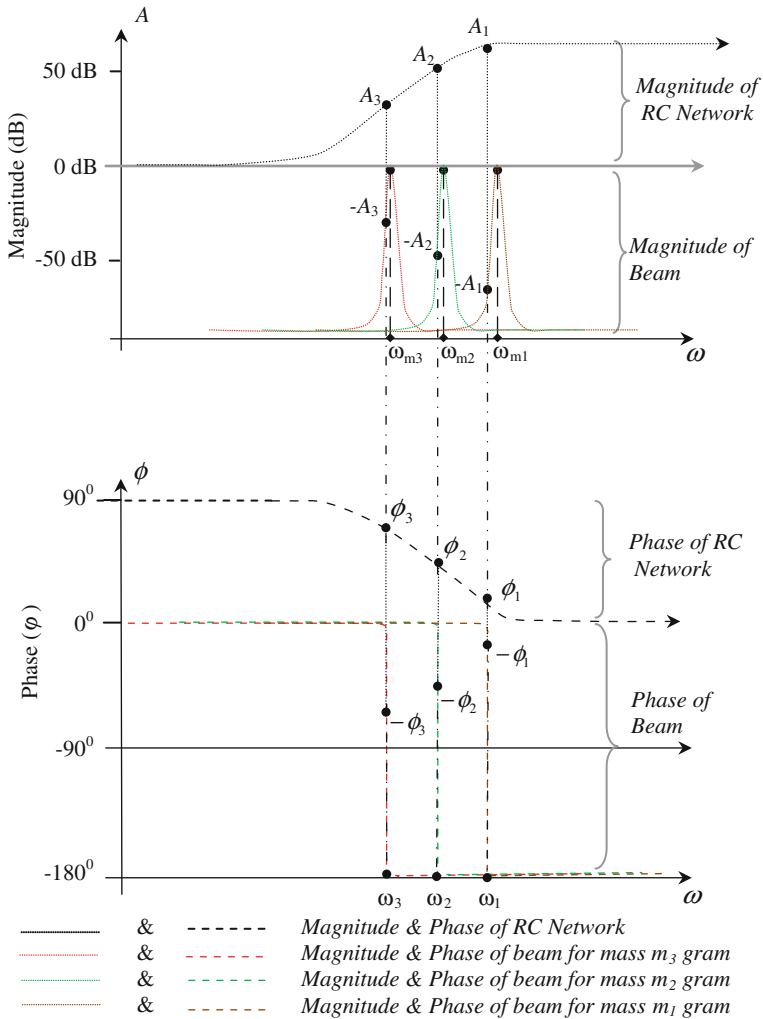 A
A₁
A₂
A₃
50 dB
0 dB
-50 dB
Magnitude (dB)
Magnitude of
RC Network
-A₃
-A₂
-A₁
Magnitude of
Beam
ωm3
ωm2
ωm1
ω
ϕ
90⁰
0⁰
-90⁰
-180⁰
Phase (φ)
ϕ₃
ϕ₂
ϕ₁
Phase of RC
Network
−ϕ₁
−ϕ₂
−ϕ₃
Phase of
Beam
ω₃
ω₂
ω₁
ω
& Magnitude & Phase of RC Network
& Magnitude & Phase of beam for mass m₃ gram
& Magnitude & Phase of beam for mass m₂ gram
& Magnitude & Phase of beam for mass m₁ gram